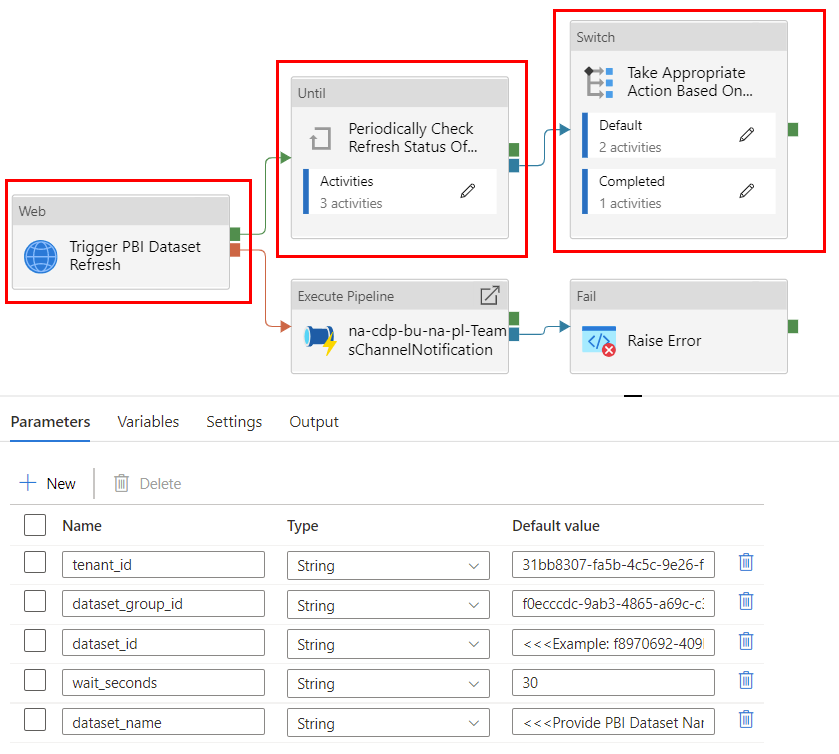 Switch
Take Appropriate
Action Based On...
Default
2 activities
Completed
1 activities
Until
Periodically Check
Refresh Status Of...
Activities
3 activities
Web
Trigger PBI Dataset
Refresh
Execute Pipeline
na-cdp-bu-na-pl-Team
sChannelNotification
Fail
Raise Error
Parameters Variables Settings Output
New Delete
Name Type Default value
tenant_id String 31bb8307-fa5b-4c5c-9e26-f
dataset_group_id String f0ecccdc-9ab3-4865-a69c-c3
dataset_id String <<<Example: f8970692-409
wait_seconds String 30
dataset_name String <<<Provide PBI Dataset Nar